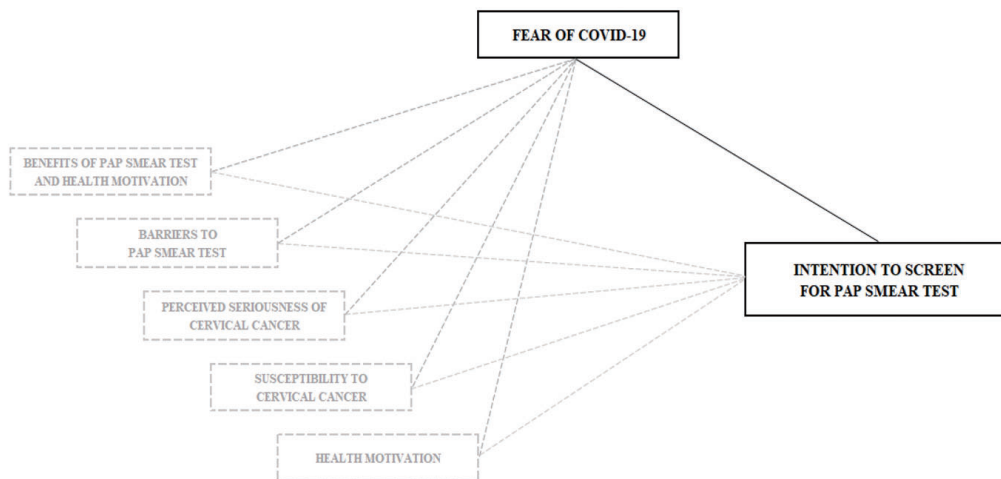 FEAR OF COVID-19
BENEFITS OF PAP SMEAR TEST
AND HEALTH MOTIVATION
BARRIERS TO
PAP SMEAR TEST
INTENTION TO SCREEN
FOR PAP SMEAR TEST
PERCEIVED SERIOUSNESS OF
CERVICAL CANCER
SUSCEPTIBILITY TO
CERVICAL CANCER
HEALTH MOTIVATION